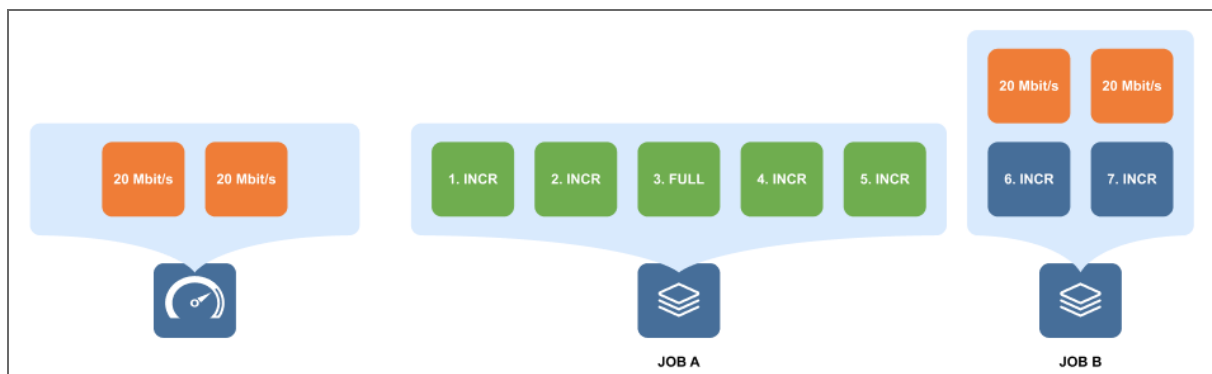 20 Mbit/s 20 Mbit/s
20 Mbit/s 20 Mbit/s 1. INCR 2. INCR 3. FULL 4. INCR 5. INCR 6. INCR 7. INCR
JOB A JOB B